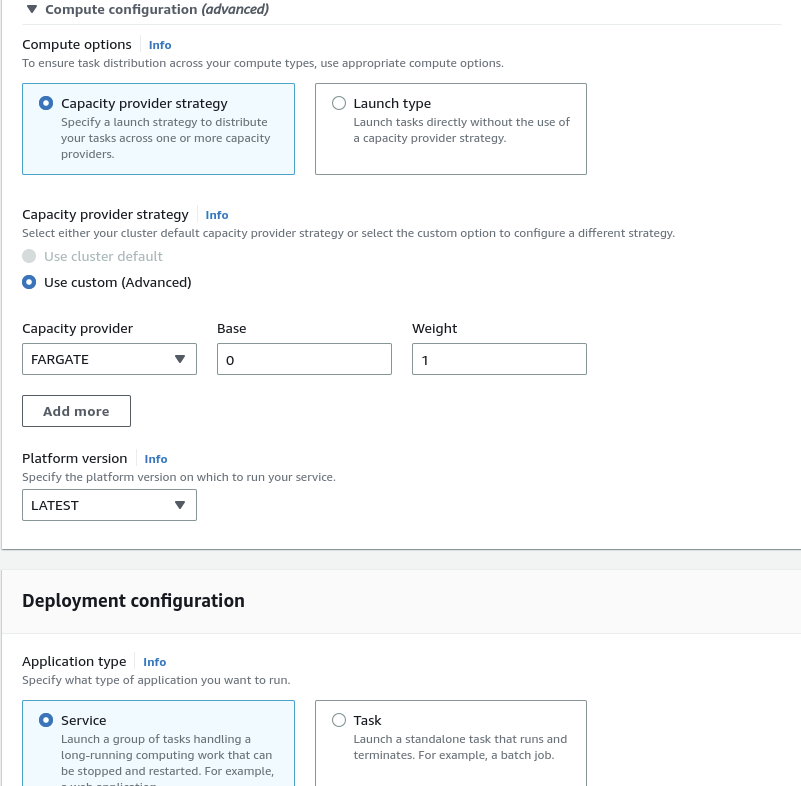 Compute configuration (advanced)
Compute options Info
To ensure task distribution across your compute types, use appropriate compute options.
Capacity provider strategy
Specify a launch strategy to distribute
your tasks across one or more capacity
providers.
Launch type
Launch tasks directly without the use of
a capacity provider strategy.
Capacity provider strategy Info
Select either your cluster default capacity provider strategy or select the custom option to configure a different strategy.
Use cluster default
Use custom (Advanced)
Capacity provider Base Weight
FARGATE 0 1
Add more
Platform version Info
Specify the platform version on which to run your service.
LATEST
Deployment configuration
Application type Info
Specify what type of application you want to run.
Service
Launch a group of tasks handling a
long-running computing work that can
be stopped and restarted. For example,
a web application.
Task
Launch a standalone task that runs and
terminates. For example, a batch job.